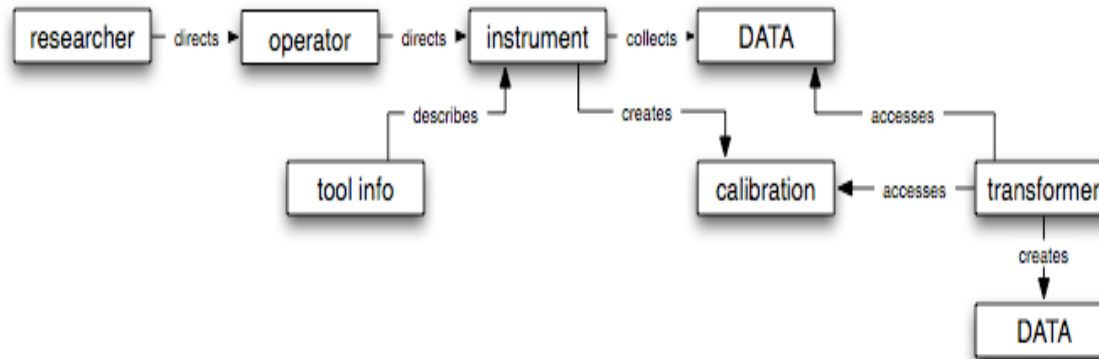 researcher
directs
operator
directs
instrument
collects
DATA
describes
creates
accesses
tool info
calibration
accesses
transformer
creates
DATA